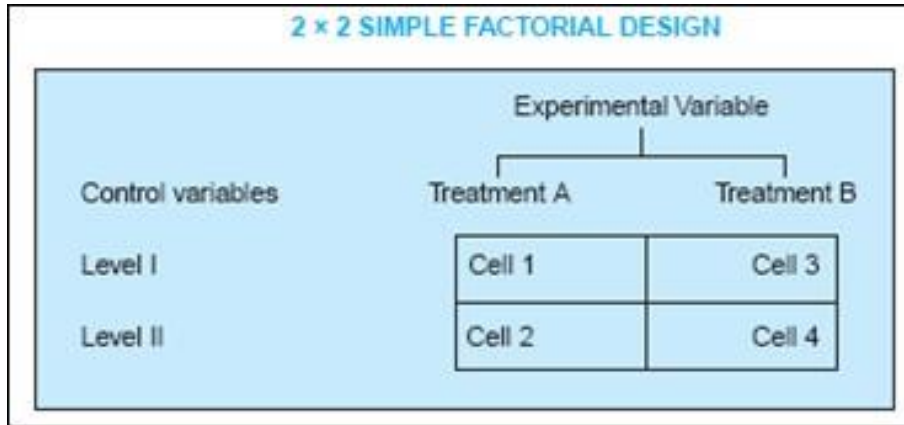 2 × 2 SIMPLE FACTORIAL DESIGN
Experimental Variable
Control variables Treatment A Treatment B
Level I Cell 1 Cell 3
Level II Cell 2 Cell 4